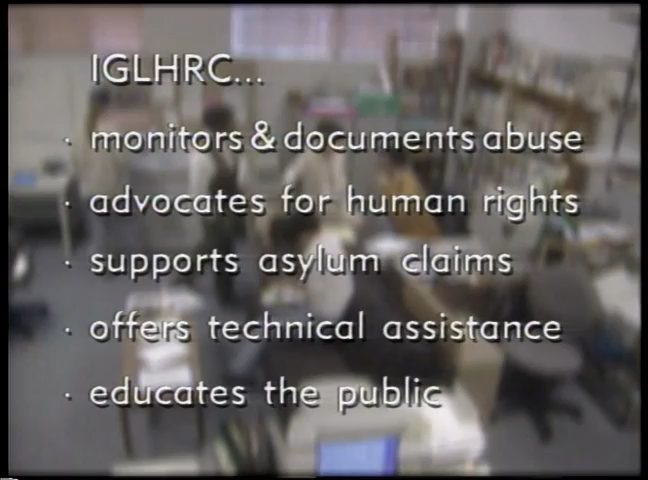 IGLHRC...
· monitors & documents abuse
· advocates for human rights
· supports asylum claims
· offers technical assistance
· educates the public